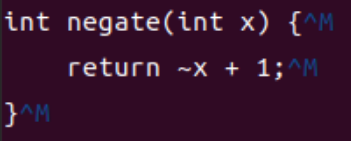 int negate(int x) {^M
    return ~x + 1;^M
}^M